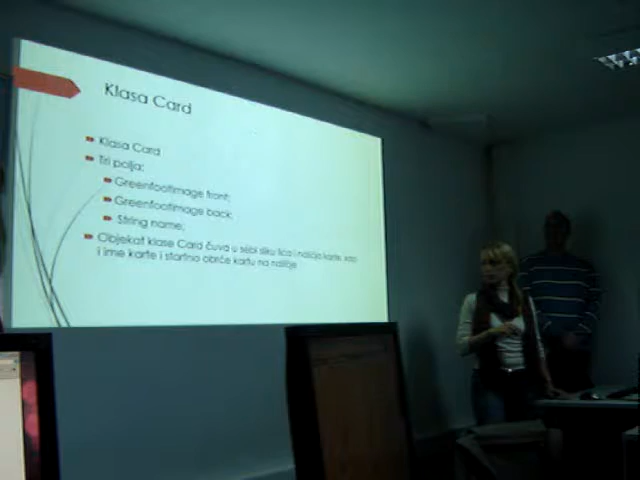 Klasa Card
Klasa Card
Tri polja:
GreenfootImage front;
GreenfootImage back;
String name;
Objekat klase Card čuva u sebi sliku lica i naličja karte, kao
i ime karte i startno obrće kartu na naličje